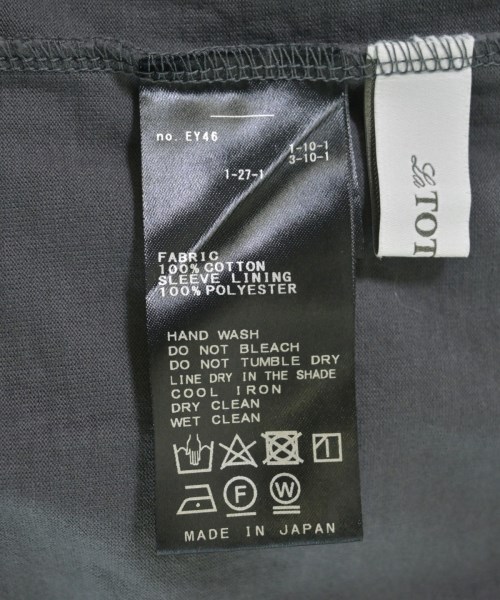 no. EY46
1-10-1
3-10-1
1-27-1
FABRIC
100% COTTON
SLEEVE LINING
100% POLYESTER
HAND WASH
DO NOT BLEACH
DO NOT TUMBLE DRY
LINE DRY IN THE SHADE
COOL IRON
DRY CLEAN
WET CLEAN
F W
MADE IN JAPAN
La TOT